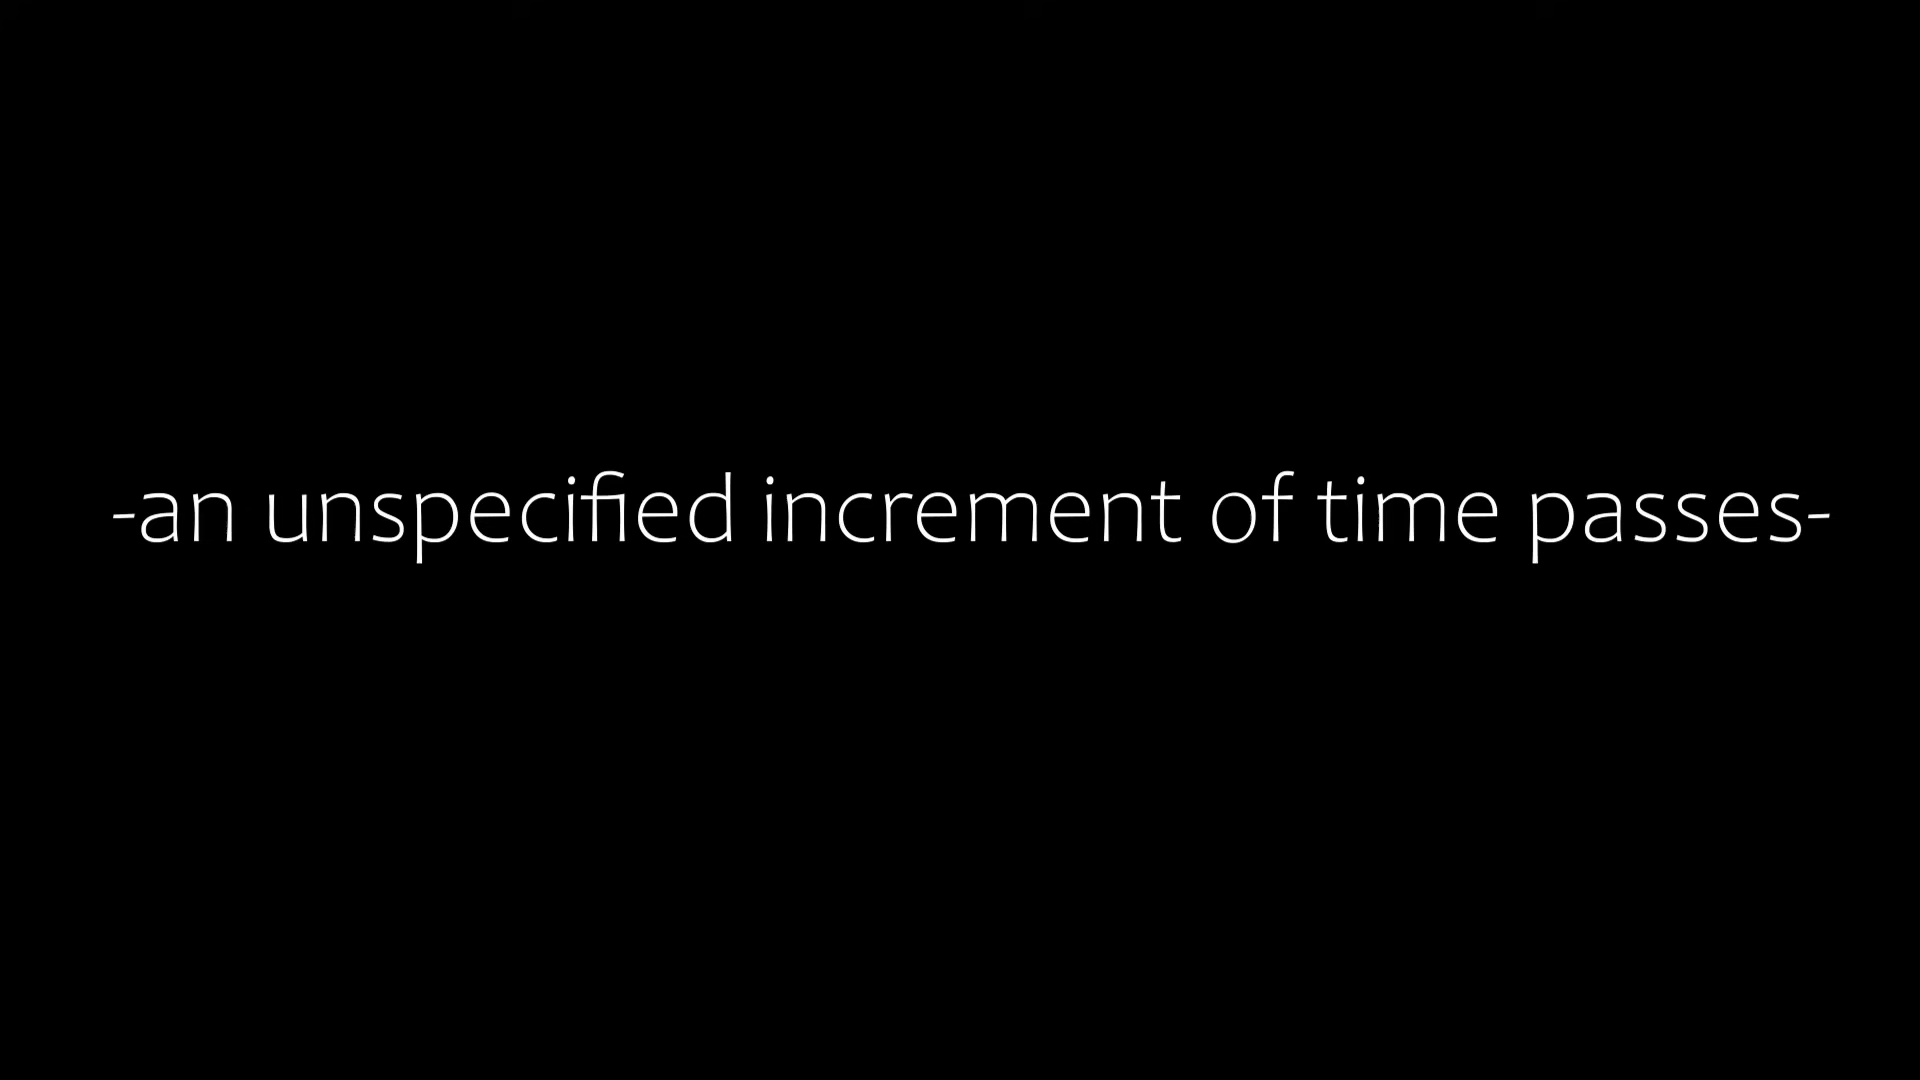 -an unspecified increment of time passes-